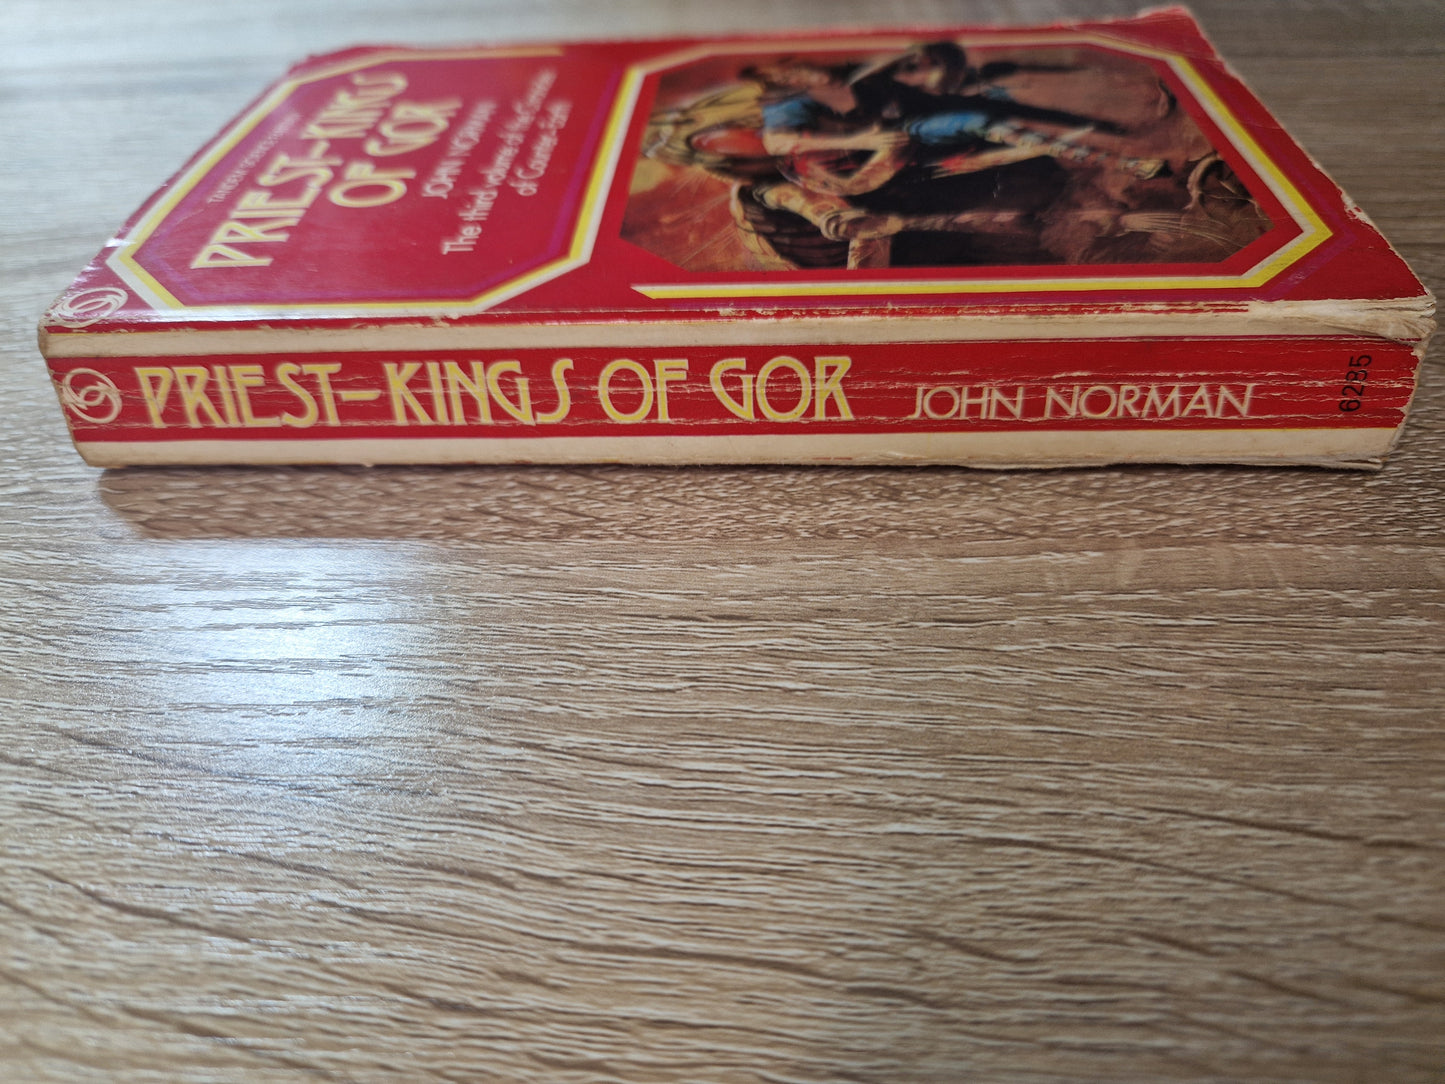 PRIEST-KINGS
OF GOR
JOHN NORMAN
The third volume of the Chronicles
of Counter-Earth
PRIEST-KINGS OF GOR JOHN NORMAN 6285